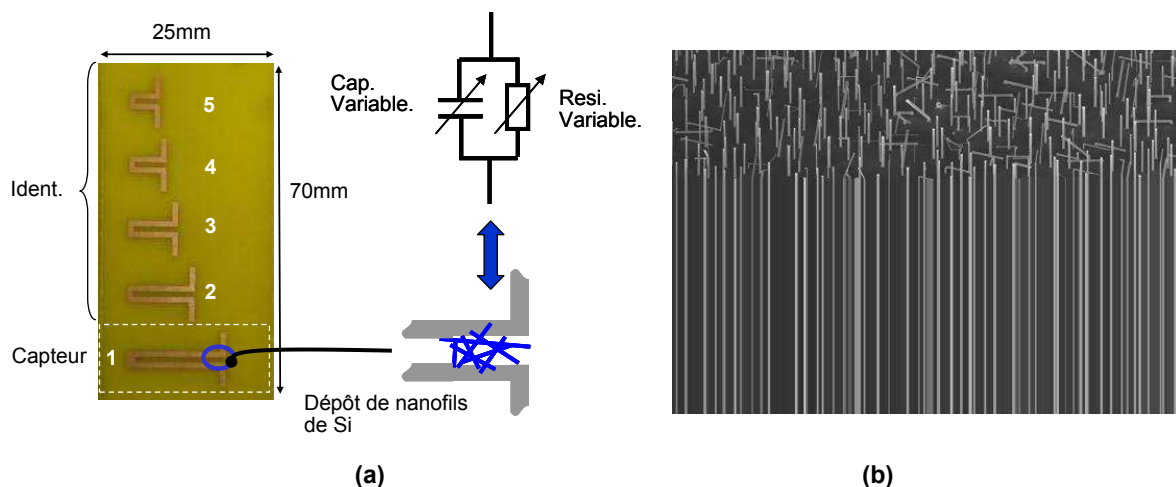 25mm
5
4
3
2
1
Ident.
70mm
Capteur
Cap.
Variable.
Resi.
Variable.
Dépôt de nanofils
de Si
(a)
(b)